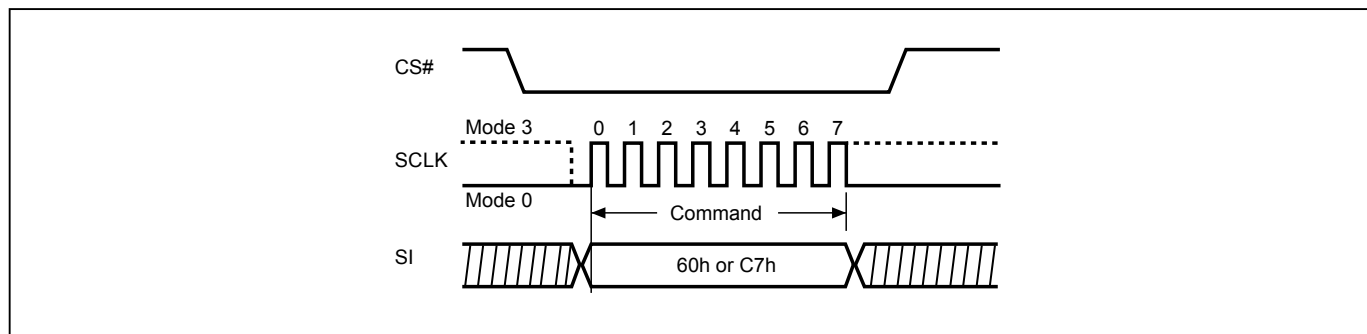 CS#
Mode 3
0 1 2 3 4 5 6 7
SCLK
Mode 0
Command
SI
60h or C7h